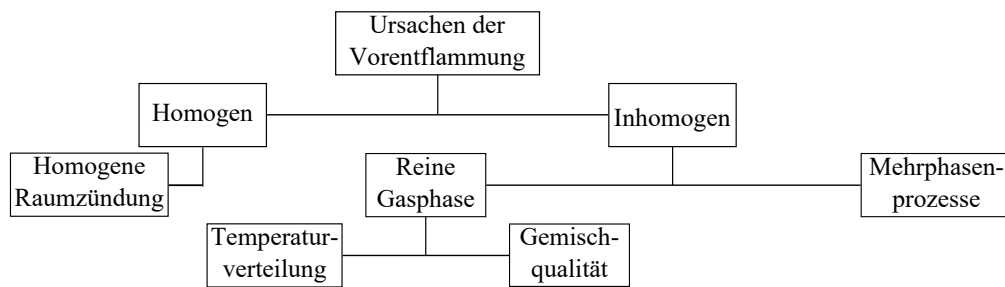 Ursachen der
Vorentflammung
Homogen
Inhomogen
Homogene
Raumzündung
Reine
Gasphase
Mehrphasen-
prozesse
Temperatur-
verteilung
Gemisch-
qualität